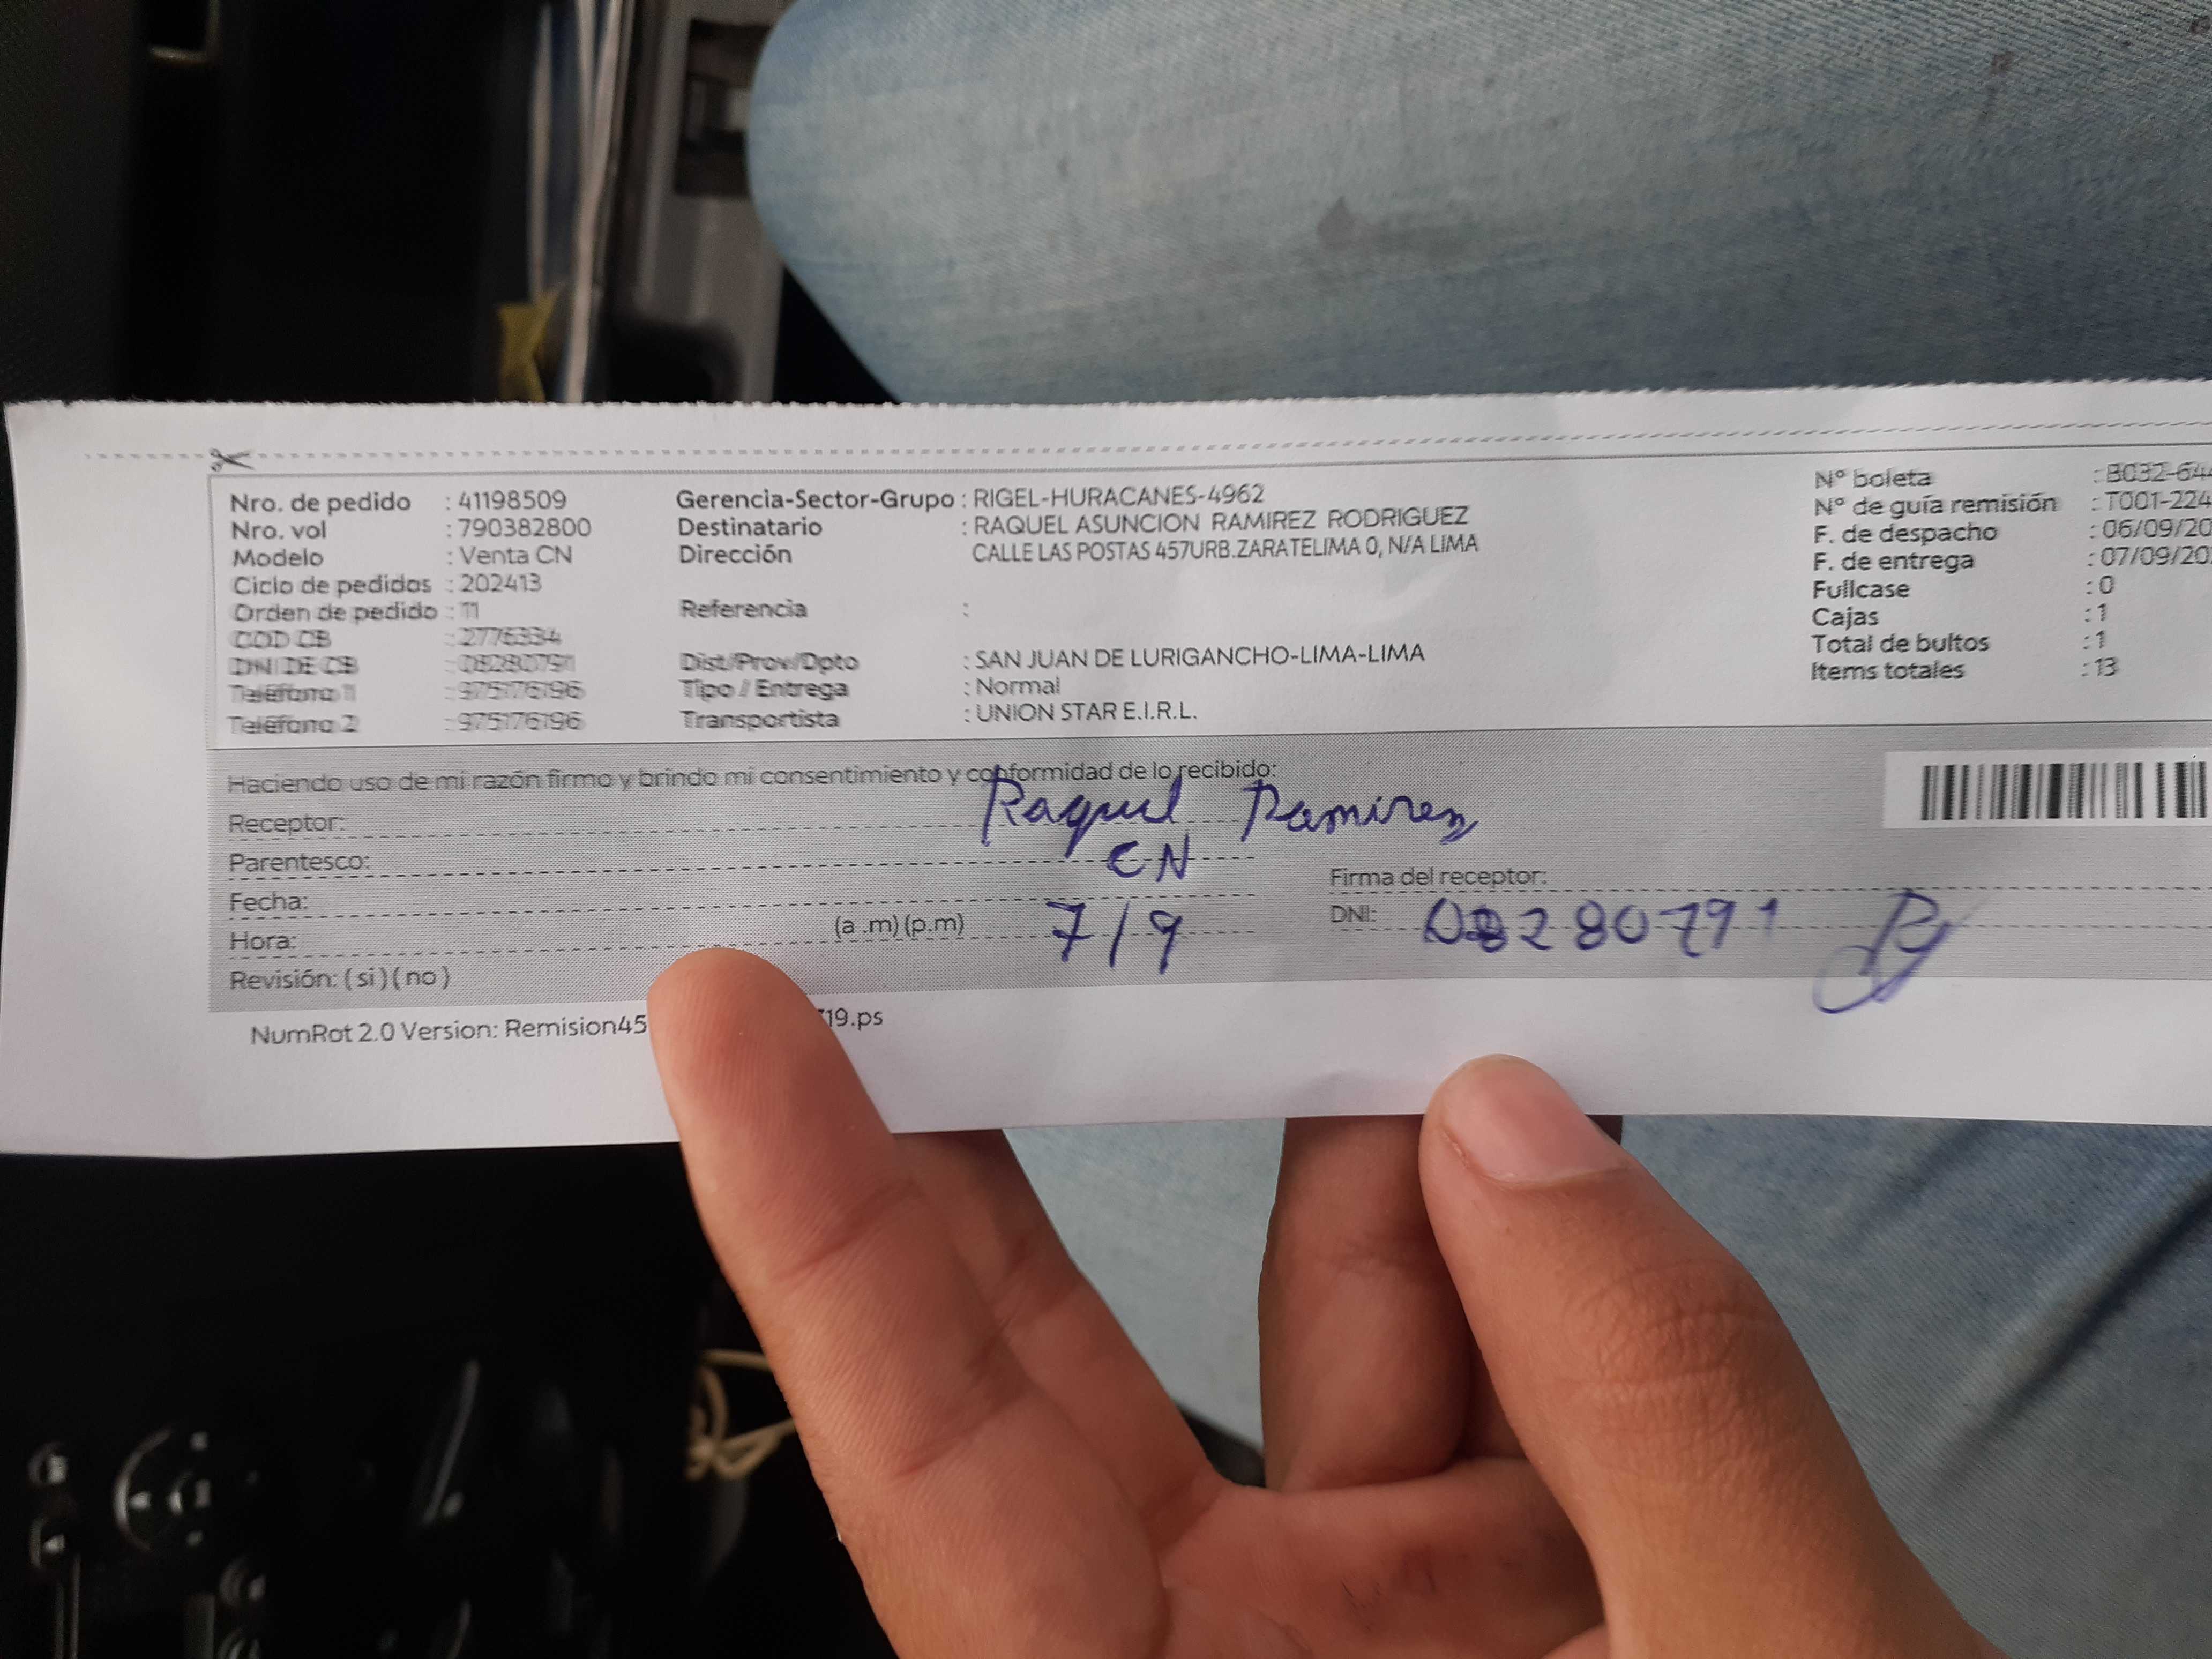 Nro. de pedido : 41198509
Nro. vol : 790382800
Modelo : Venta CN
Ciclo de pedidos : 202413
Orden de pedido : 11
COD CB : 2776334
DNI DE CB : 08280791
Teléfono 1 : 975176196
Teléfono 2 : 975176196
Gerencia-Sector-Grupo : RIGEL-HURACANES-4962
Destinatario : RAQUEL ASUNCION RAMIREZ RODRIGUEZ
Dirección CALLE LAS POSTAS 457URB.ZARATELIMA 0, N/A LIMA
Referencia :
Dist/Prov/Dpto : SAN JUAN DE LURIGANCHO-LIMA-LIMA
Tipo / Entrega : Normal
Transportista : UNION STAR E.I.R.L.
Nº boleta : B032-64
Nº de guía remisión : T001-224
F. de despacho : 06/09/20
F. de entrega : 07/09/20
Fullcase : 0
Cajas : 1
Total de bultos : 1
Items totales : 13
Haciendo uso de mi razón firmo y brindo mi consentimiento y conformidad de lo recibido:
Receptor: Raquel Ramirez
Parentesco: CN
Fecha:
Hora: (a .m) (p.m) 7/9
Revisión: ( si ) ( no )
Firma del receptor:
DNI: 08280791
NumRot 2.0 Version: Remision45
19.ps